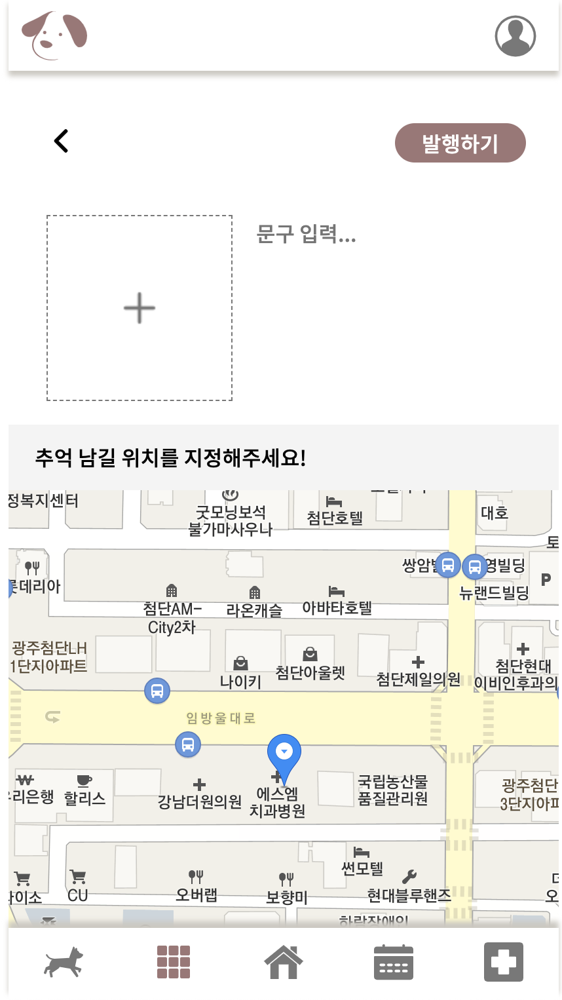 발행하기
문구 입력...
추억 남길 위치를 지정해주세요!
정복지센터
굿모닝보석
불가마사우나
첨단호텔
대호
쌍암
영빌딩
P
데리아
뉴랜드빌딩
첨단AM-
City2차
라온캐슬
아바타호텔
광주첨단LH
1단지아파트
나이키
첨단아울렛
첨단제일의원
첨단현대
이비인후과의
임방울대로
리은행
할리스
강남더원의원
에스엠
치과병원
국립농산물
품질관리원
광주첨단
3단지아파
썬모텔
이소
CU
오버랩
보향미
현대블루핸즈
오